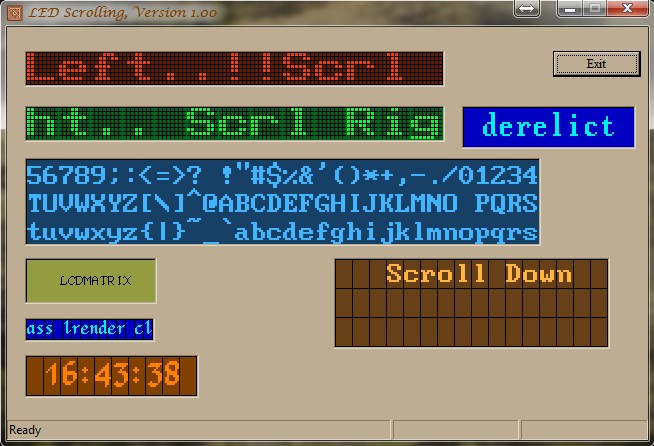 LED Scrolling, Version 1.00
Left..!!Scrl
Exit
ht.. Scrl Rig
derelict
56789;:<=>? !"#$%&'()*+,-./01234
TUVWXYZ[\]^@ABCDEFGHIJKLMNO PQRS
tuvwxyz{|}~_`abcdefghijklmnopqrs
LCDMATRIX
Scroll Down
ass lrender cl
16:43:38
Ready